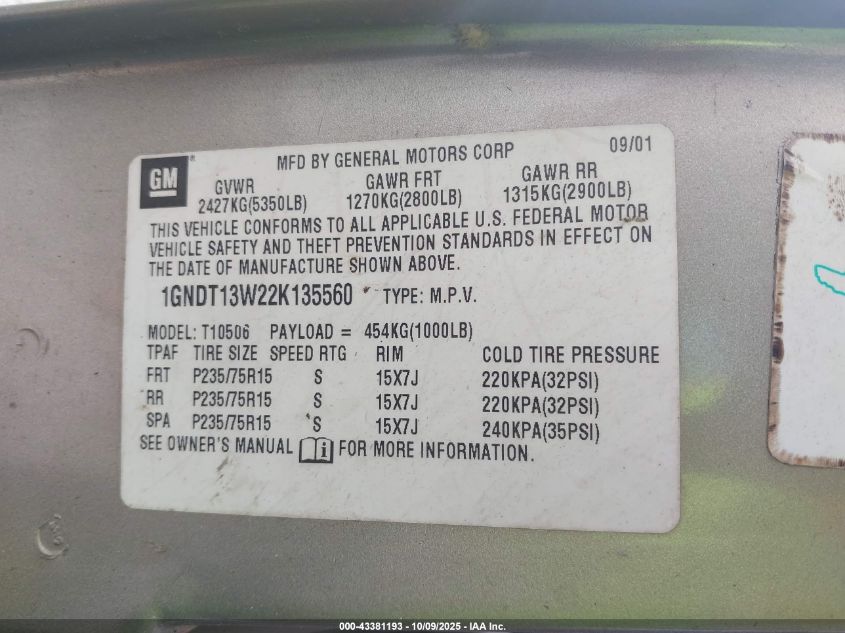 GM ® MFD BY GENERAL MOTORS CORP 09/01
GVWR GAWR FRT GAWR RR
2427KG(5350LB) 1270KG(2800LB) 1315KG(2900LB)
THIS VEHICLE CONFORMS TO ALL APPLICABLE U.S. FEDERAL MOTOR
VEHICLE SAFETY AND THEFT PREVENTION STANDARDS IN EFFECT ON
THE DATE OF MANUFACTURE SHOWN ABOVE.
1GNDT13W22K135560 TYPE: M.P.V.
MODEL: T10506 PAYLOAD = 454KG(1000LB)
TPAF TIRE SIZE SPEED RTG RIM COLD TIRE PRESSURE
FRT P235/75R15 S 15X7J 220KPA(32PSI)
RR P235/75R15 S 15X7J 220KPA(32PSI)
SPA P235/75R15 S 15X7J 240KPA(35PSI)
SEE OWNER'S MANUAL FOR MORE INFORMATION.
000-43381193 - 10/09/2025 - IAA Inc.